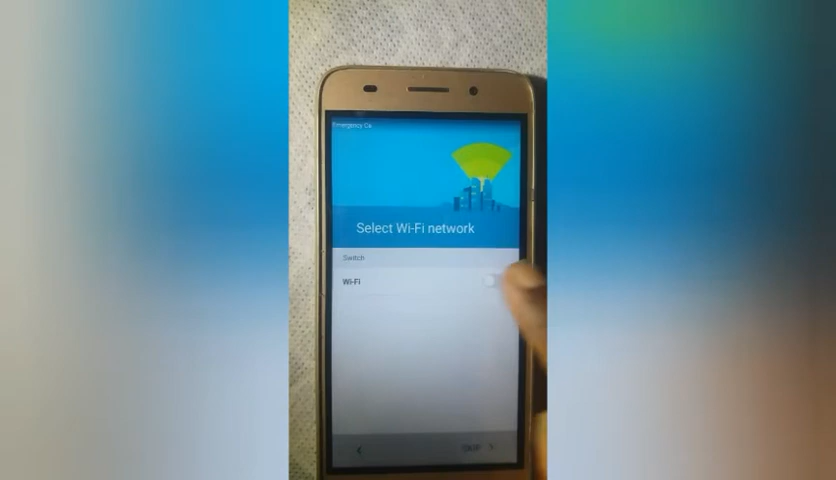 Emergency Ca
Select Wi-Fi network
Switch
Wi-Fi
SKIP